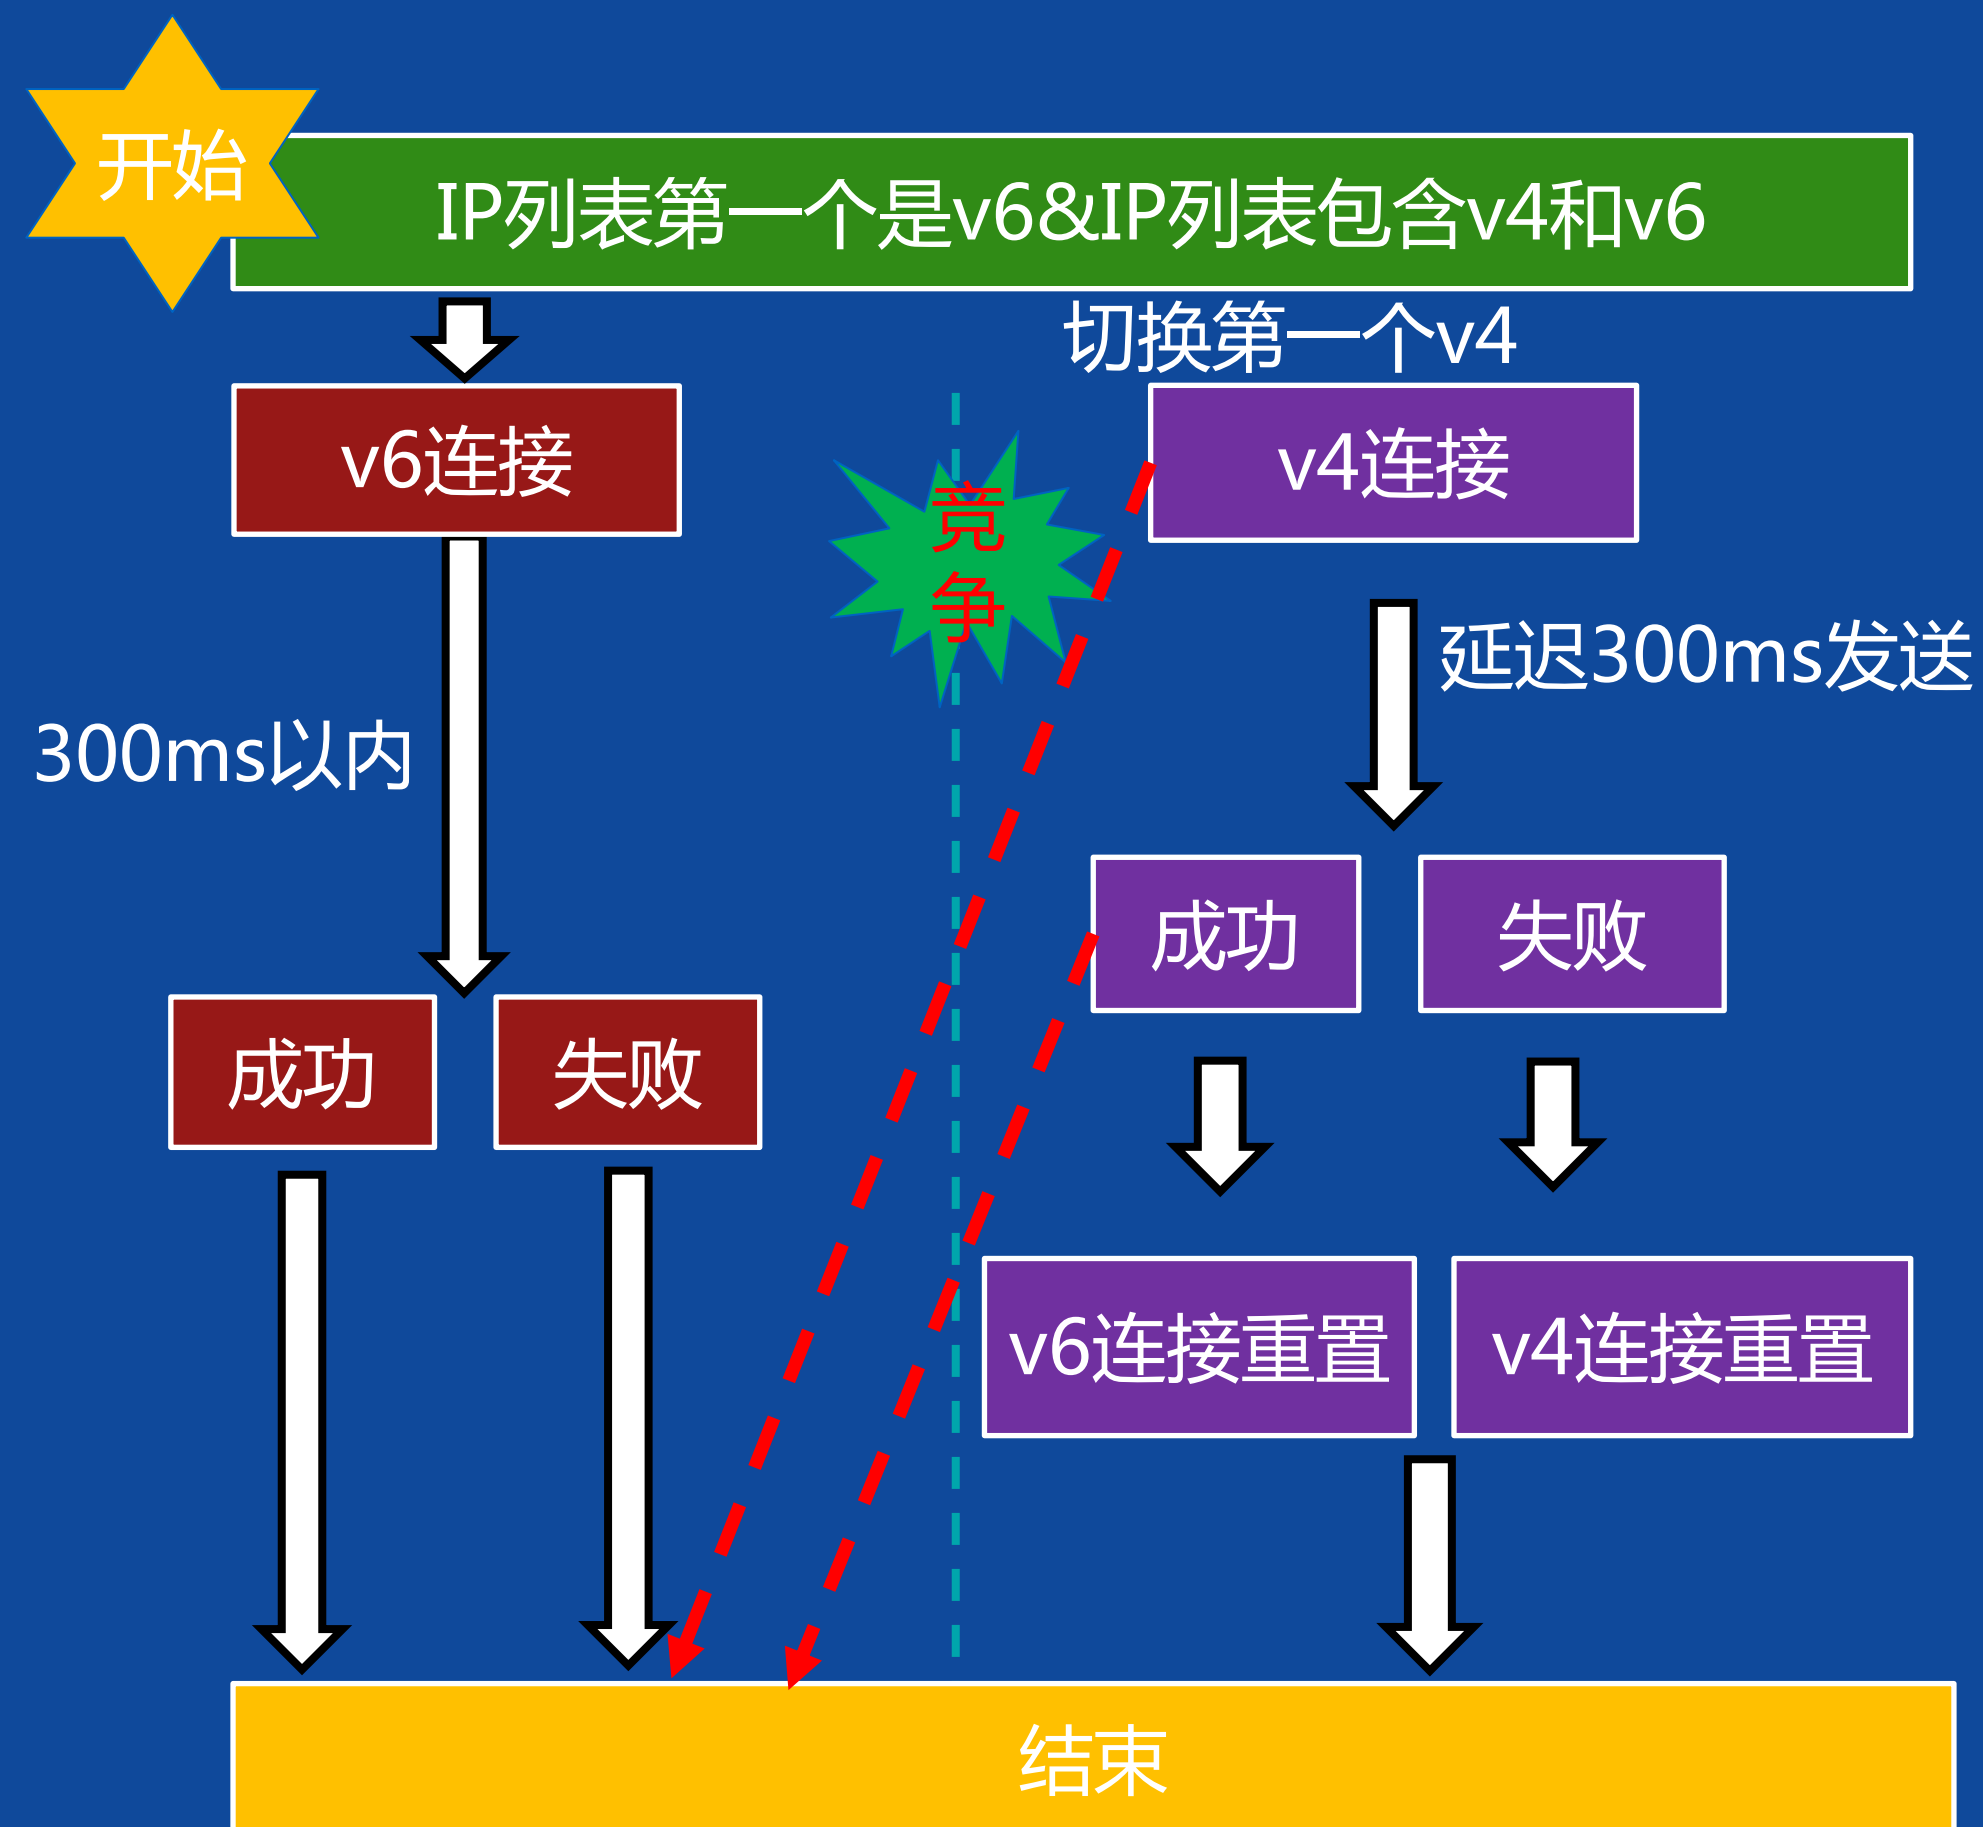 开始
IP列表第一个是v6&IP列表包含v4和v6
切换第一个v4
v6连接
v4连接
竞
争
延迟300ms发送
300ms以内
成功
失败
成功
失败
v6连接重置
v4连接重置
结束